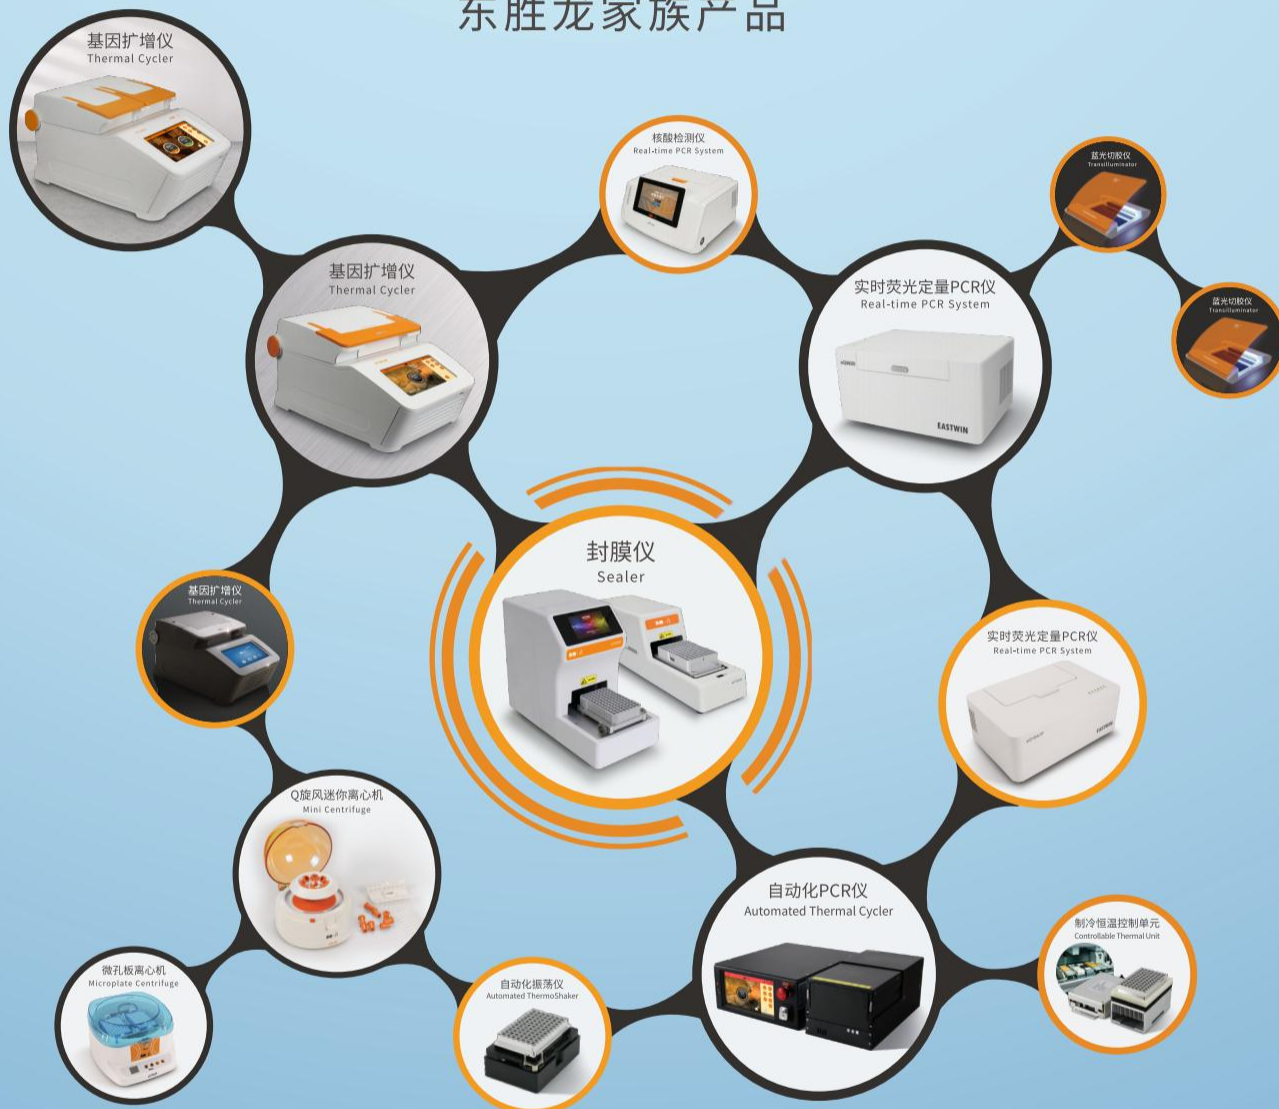 东胜龙家族产品
基因扩增仪
Thermal Cycler
核酸检测仪
Real-time PCR System
蓝光切胶仪
Transilluminator
基因扩增仪
Thermal Cycler
实时荧光定量PCR仪
Real-time PCR System
EASTWIN
蓝光切胶仪
Transilluminator
封膜仪
Sealer
基因扩增仪
Thermal Cycler
实时荧光定量PCR仪
Real-time PCR System
EASTWIN
Q旋风迷你离心机
Mini Centrifuge
自动化PCR仪
Automated Thermal Cycler
制冷恒温控制单元
Controllable Thermal Unit
微孔板离心机
Microplate Centrifuge
自动化振荡仪
Automated ThermoShaker